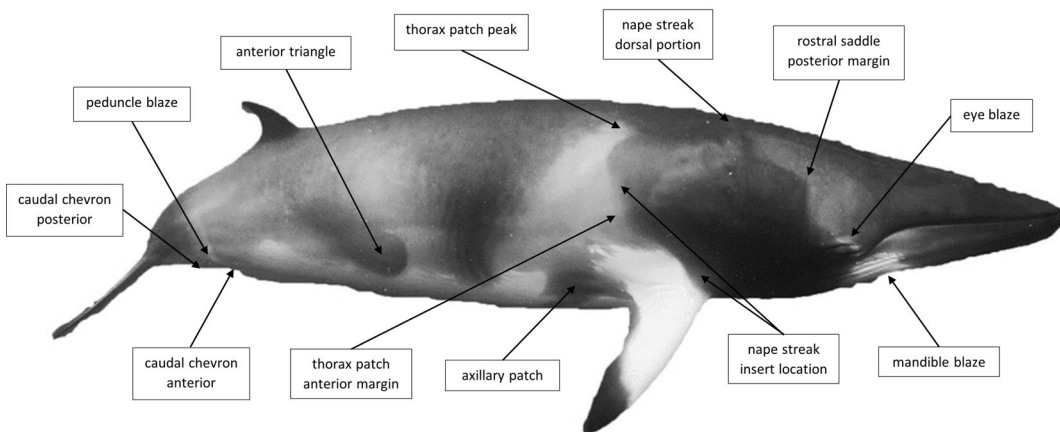 thorax patch peak
nape streak
dorsal portion
rostral saddle
posterior margin
anterior triangle
peduncle blaze
eye blaze
caudal chevron
posterior
caudal chevron
anterior
thorax patch
anterior margin
axillary patch
nape streak
insert location
mandible blaze